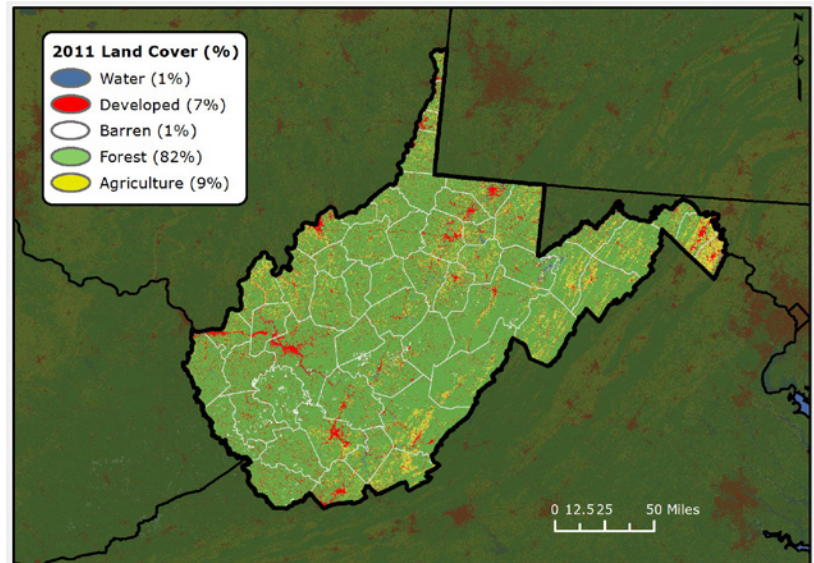 2011 Land Cover (%)
Water (1%)
Developed (7%)
Barren (1%)
Forest (82%)
Agriculture (9%)
N
0 12.525 50 Miles